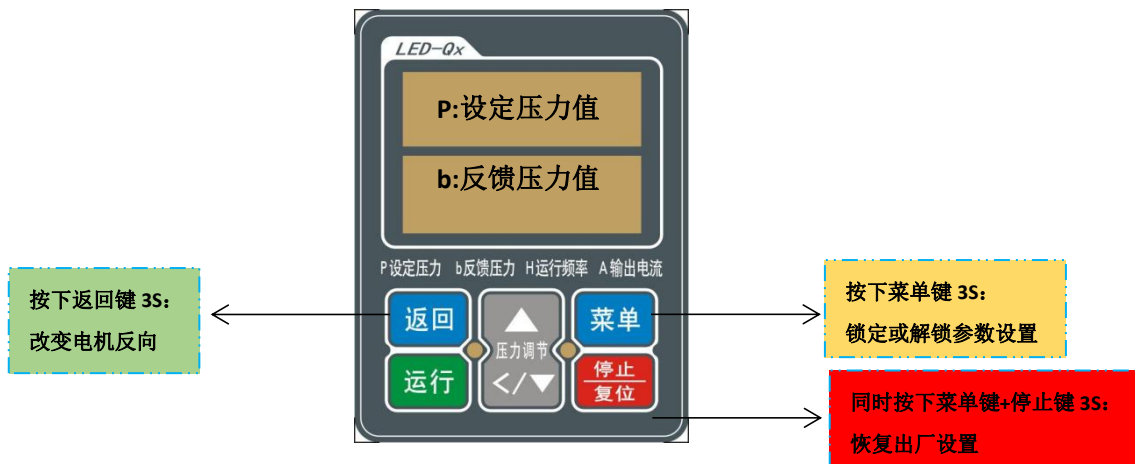 LED-Qx
P:设定压力值
b:反馈压力值
P设定压力 b反馈压力 H运行频率 A输出电流
按下返回键 3S：
改变电机反向
返回
菜单
压力调节
运行
</▼
停止
复位
按下菜单键 3S：
锁定或解锁参数设置
同时按下菜单键+停止键 3S：
恢复出厂设置